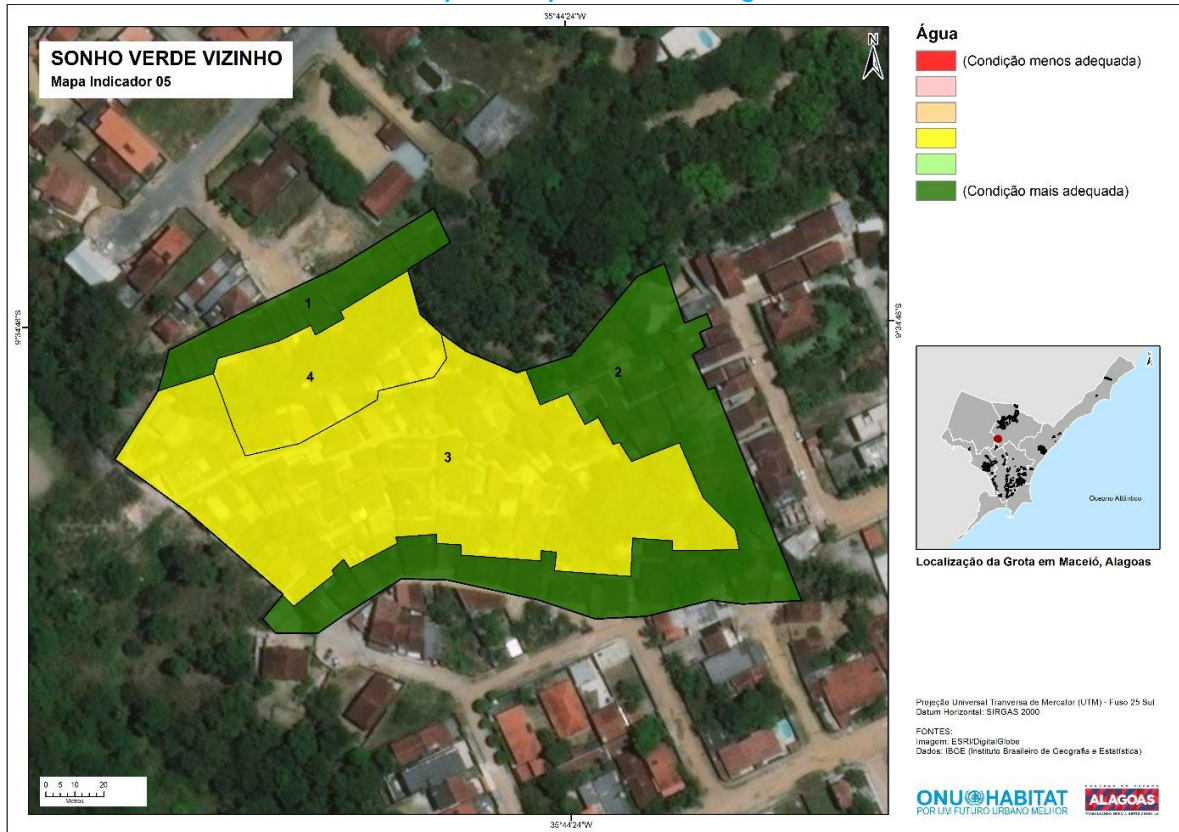 35°44'24"W
SONHO VERDE VIZINHO
Mapa Indicador 05
N
Água
(Condição menos adequada)
(Condição mais adequada)
9°34'48"S
9°34'48"S
1
2
4
3
Oceano Atlântico
Localização da Grota em Maceió, Alagoas
Projeção Universal Tranversa de Mercator (UTM) - Fuso 25 Sul
Datum Horizontal: SIRGAS 2000
FONTES:
Imagem: ESRI/DigitalGlobe
Dados: IBGE (Instituto Brasileiro de Geografia e Estatística)
0 5 10 20
Metros
ONU HABITAT
POR UM FUTURO URBANO MELHOR
ALAGOAS
35°44'24"W